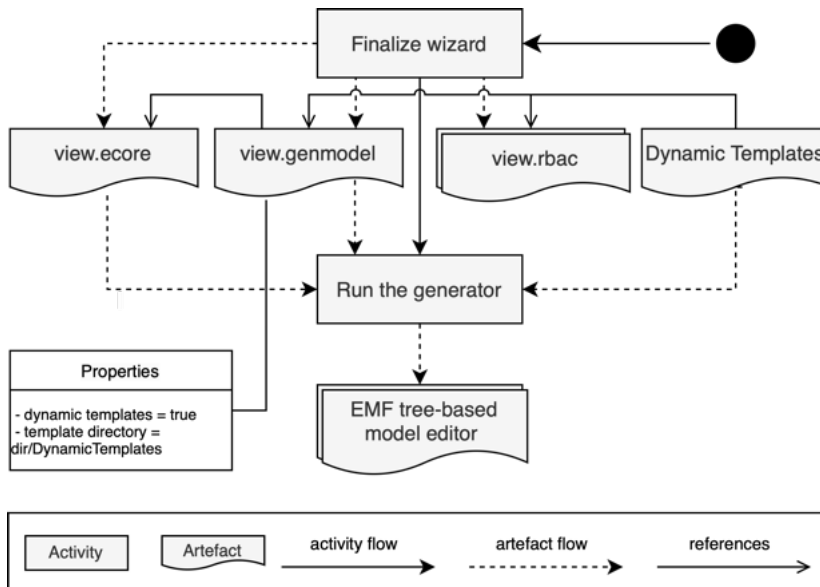 Finalize wizard
view.ecore
view.genmodel
view.rbac
Dynamic Templates
Run the generator
Properties
- dynamic templates = true
- template directory =
dir/DynamicTemplates
EMF tree-based
model editor
Activity
Artefact
activity flow
artefact flow
references